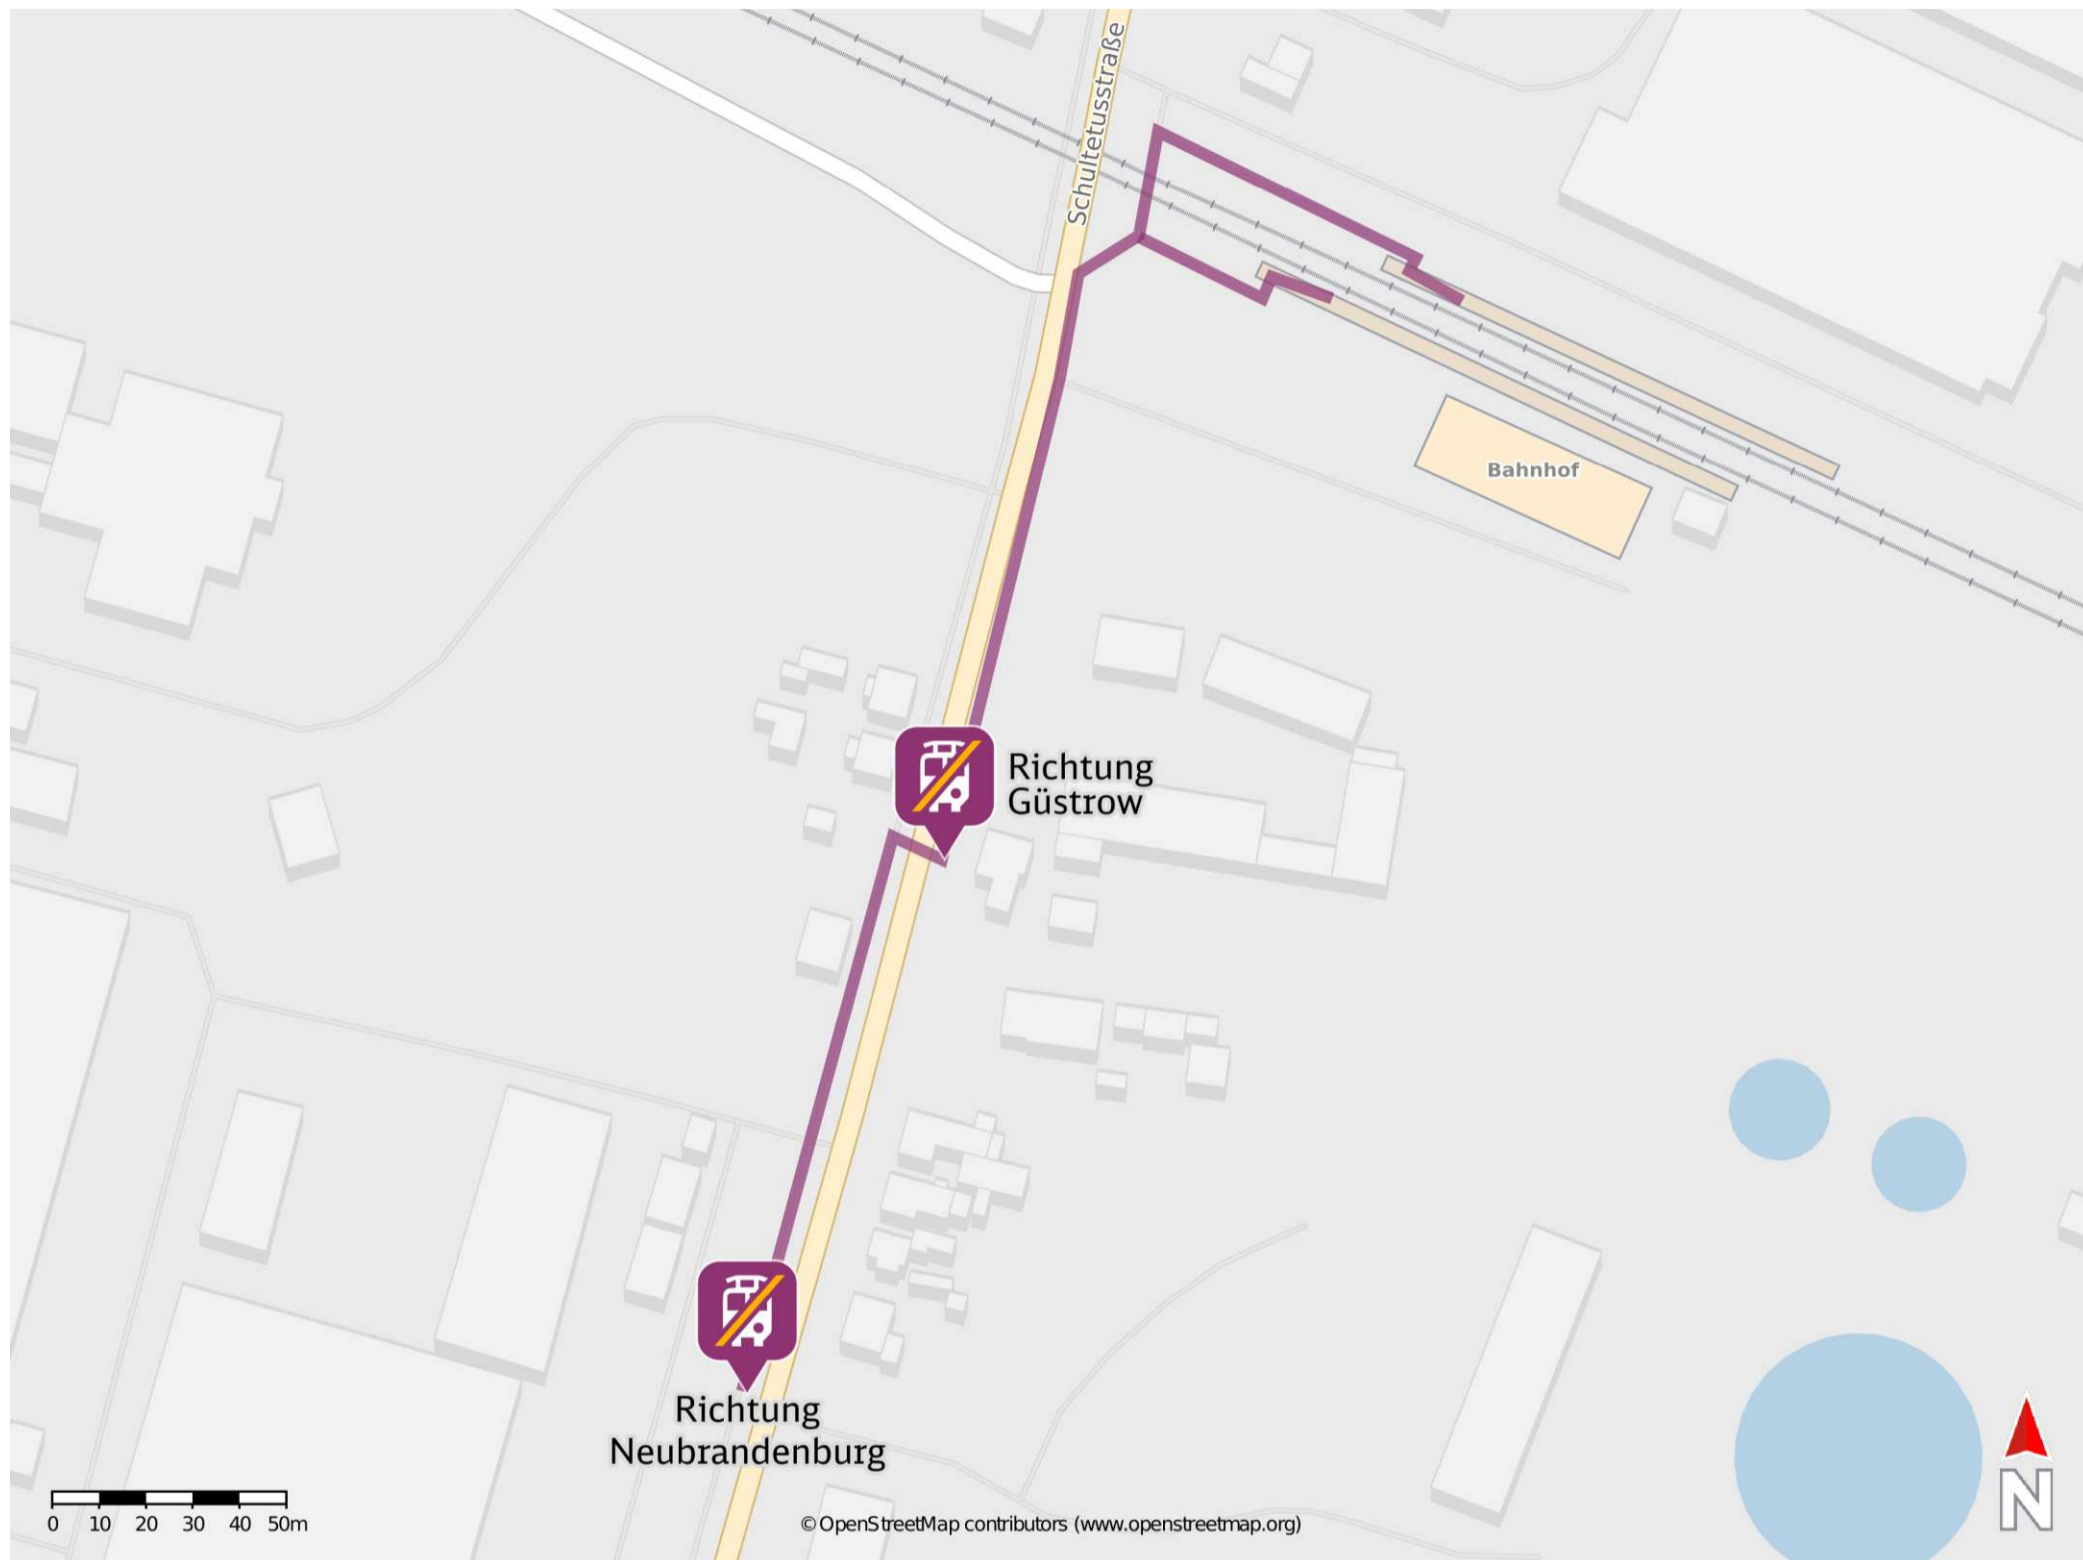 Schultetusstraße
Bahnhof
Richtung
Güstrow
Richtung
Neubrandenburg
0 10 20 30 40 50m
© OpenStreetMap contributors (www.openstreetmap.org)
N